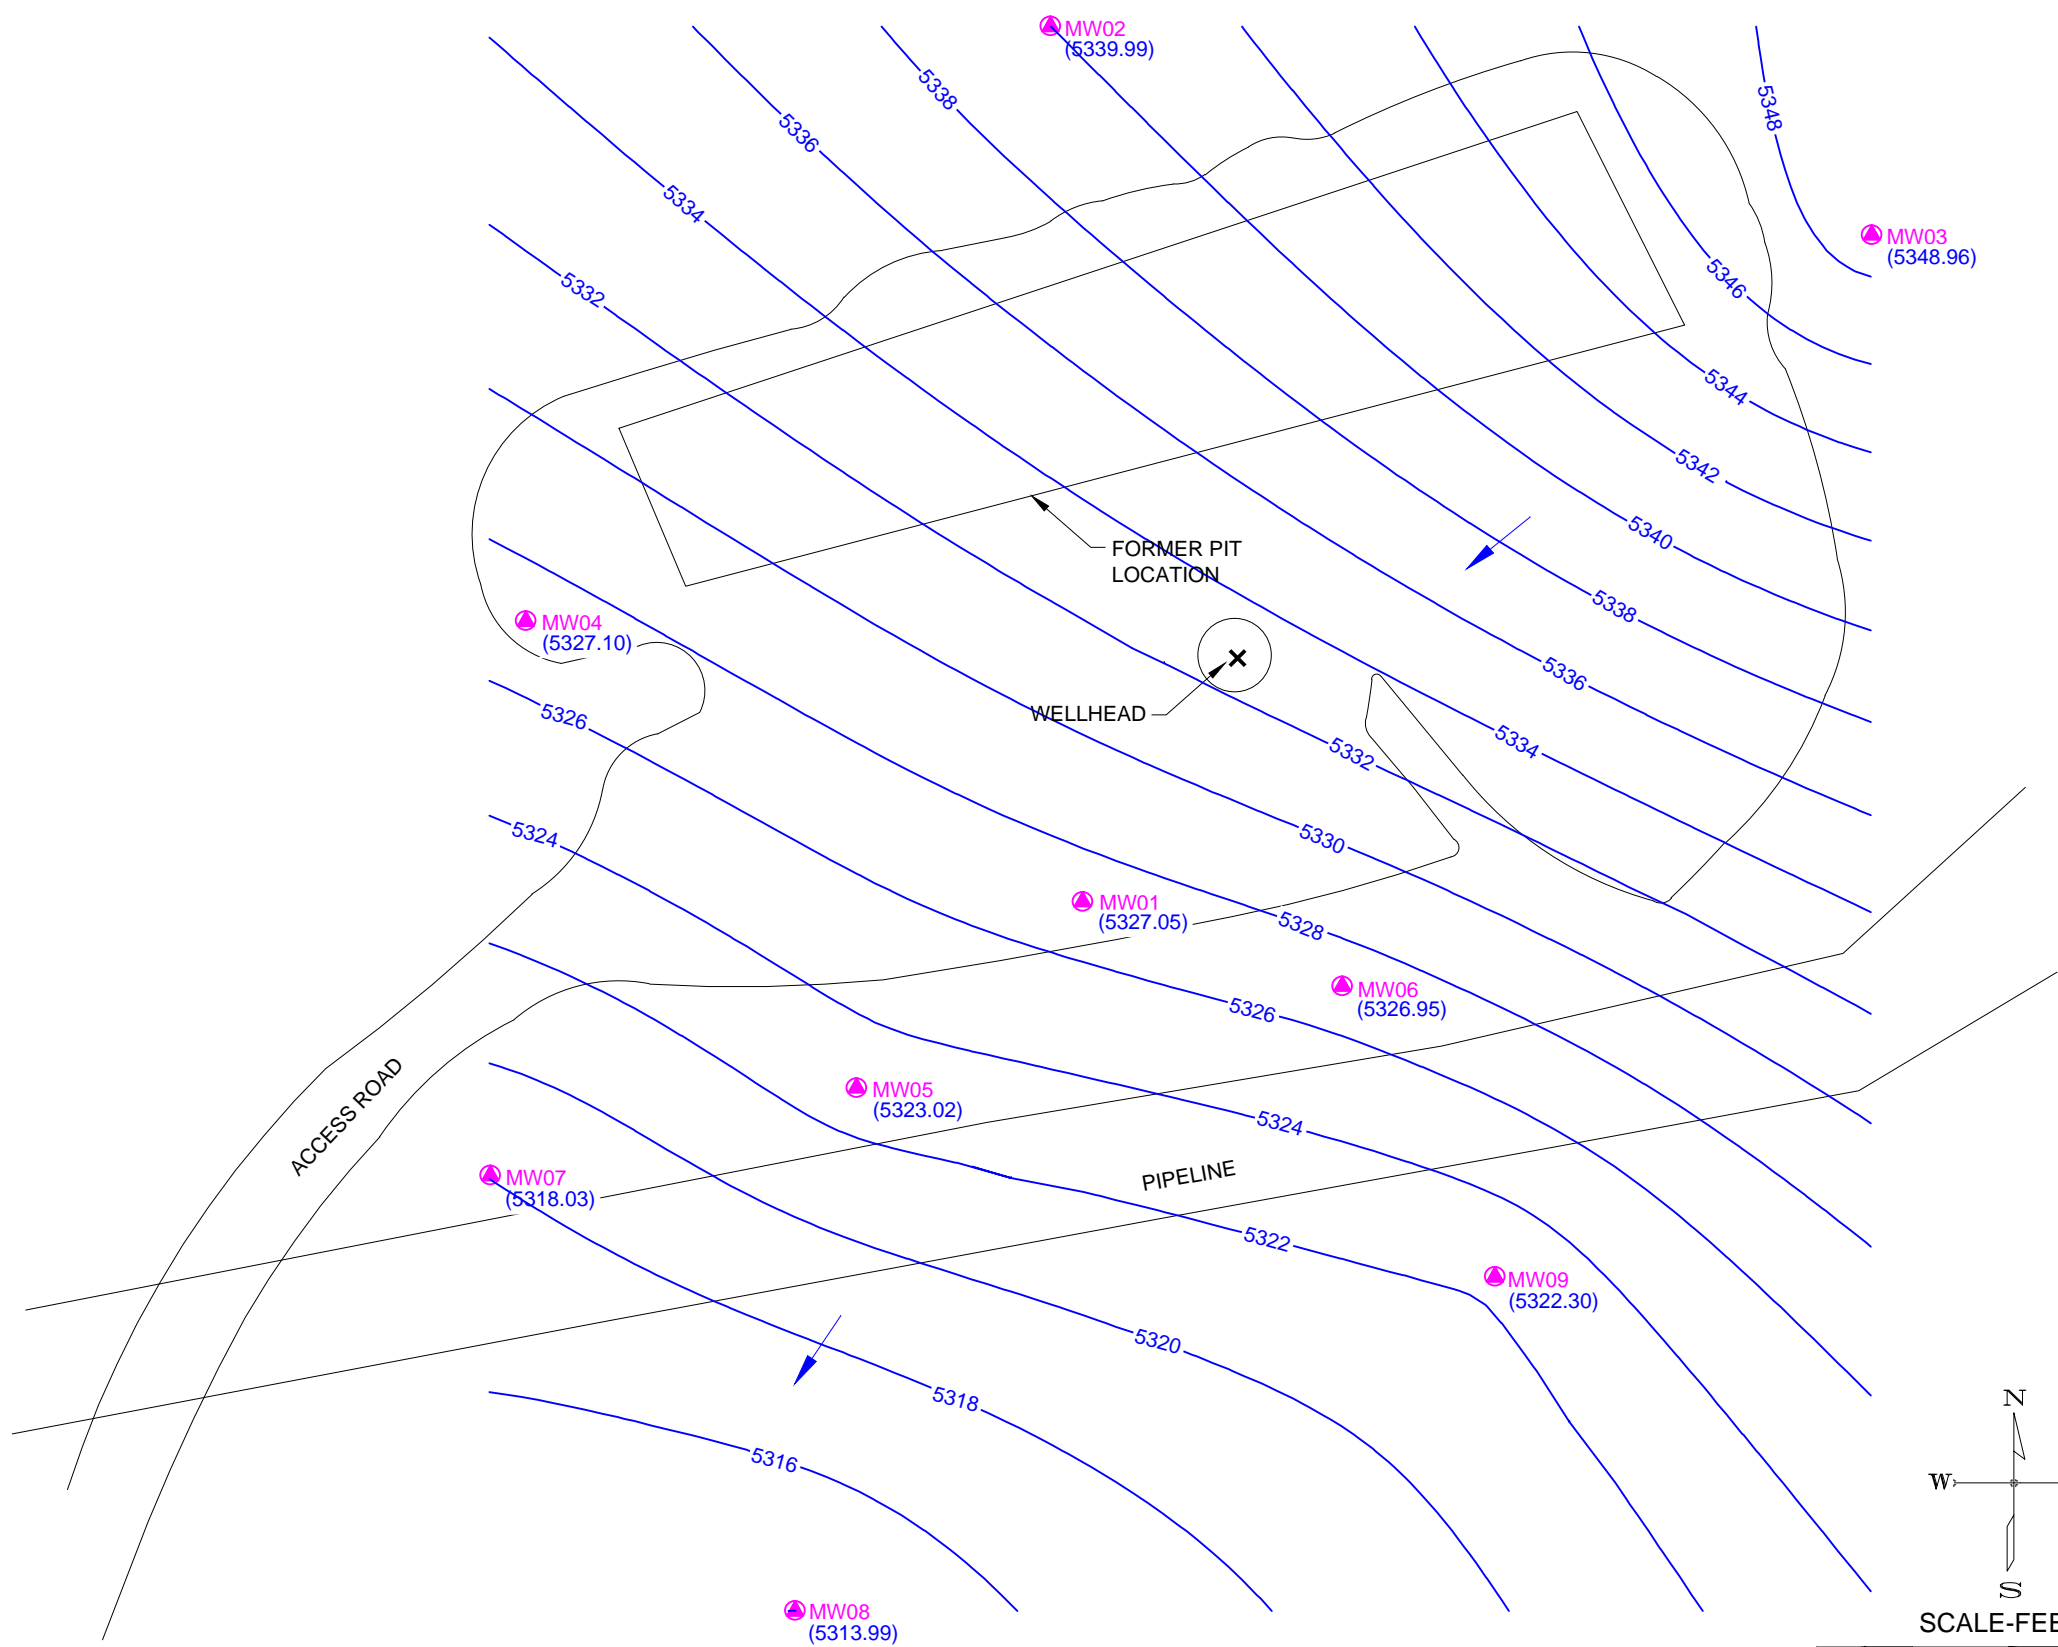 MW02
(5339.99)
5338
5348
5336
5334
MW03
(5348.96)
5346
5332
5344
5342
5340
FORMER PIT
LOCATION
5338
MW04
(5327.10)
5336
WELLHEAD
5326
5334
5332
5324
5330
MW01
(5327.05)
5328
MW06
(5326.95)
5326
ACCESS ROAD
MW05
(5323.02)
5324
PIPELINE
MW07
(5318.03)
5322
MW09
(5322.30)
5320
5318
N
5316
W
S
MW08
(5313.99)
SCALE-FEE